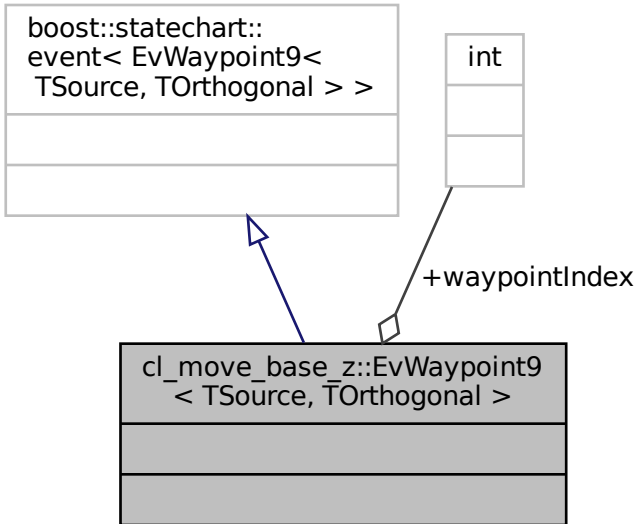 boost::statechart::
event< EvWaypoint9<
TSource, TOrthogonal > >
int
+waypointIndex
cl_move_base_z::EvWaypoint9
< TSource, TOrthogonal >